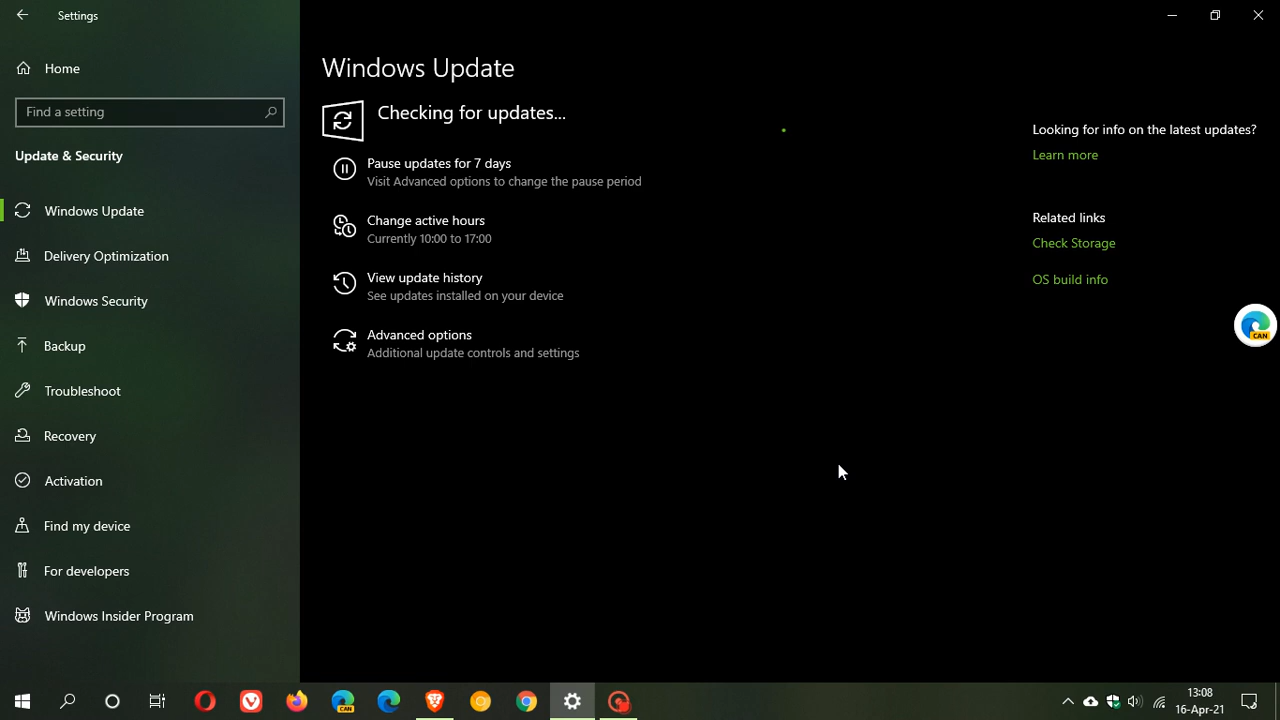 Settings
Home
Find a setting
Update & Security
Windows Update
Delivery Optimization
Windows Security
Backup
Troubleshoot
Recovery
Activation
Find my device
For developers
Windows Insider Program
Windows Update
Checking for updates...
Pause updates for 7 days
Visit Advanced options to change the pause period
Change active hours
Currently 10:00 to 17:00
View update history
See updates installed on your device
Advanced options
Additional update controls and settings
Looking for info on the latest updates?
Learn more
Related links
Check Storage
OS build info
CAN
CAN
13:08
16-Apr-21